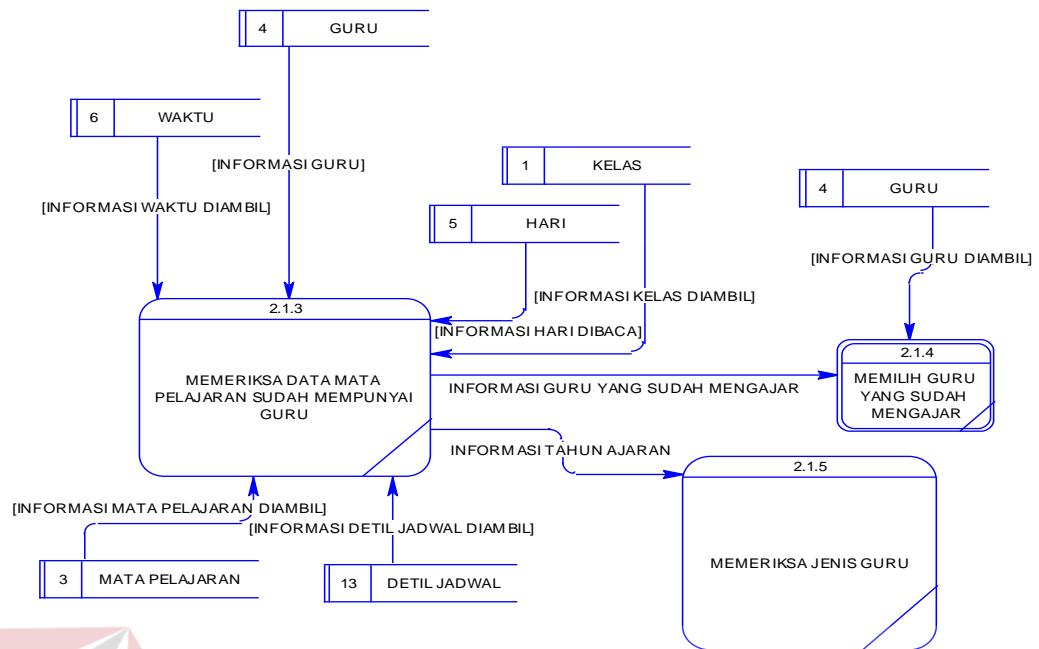 4 GURU
6 WAKTU
[INFORMASI GURU]
1 KELAS
4 GURU
[INFORMASI WAKTU DIAMBIL]
5 HARI
[INFORMASI GURU DIAMBIL]
[INFORMASI KELAS DIAMBIL]
2.1.3
[INFORMASI HARI DIBACA]
2.1.4
MEMERIKSA DATA MATA
PELAJARAN SUDAH MEMPUNYAI
GURU
INFORMASI GURU YANG SUDAH MENGAJAR
MEMILIH GURU
YANG SUDAH
MENGAJAR
INFORMASI TAHUN AJARAN
2.1.5
[INFORMASI MATA PELAJARAN DIAMBIL]
[INFORMASI DETIL JADWAL DIAMBIL]
MEMERIKSA JENIS GURU
3 MATA PELAJARAN
13 DETIL JADWAL